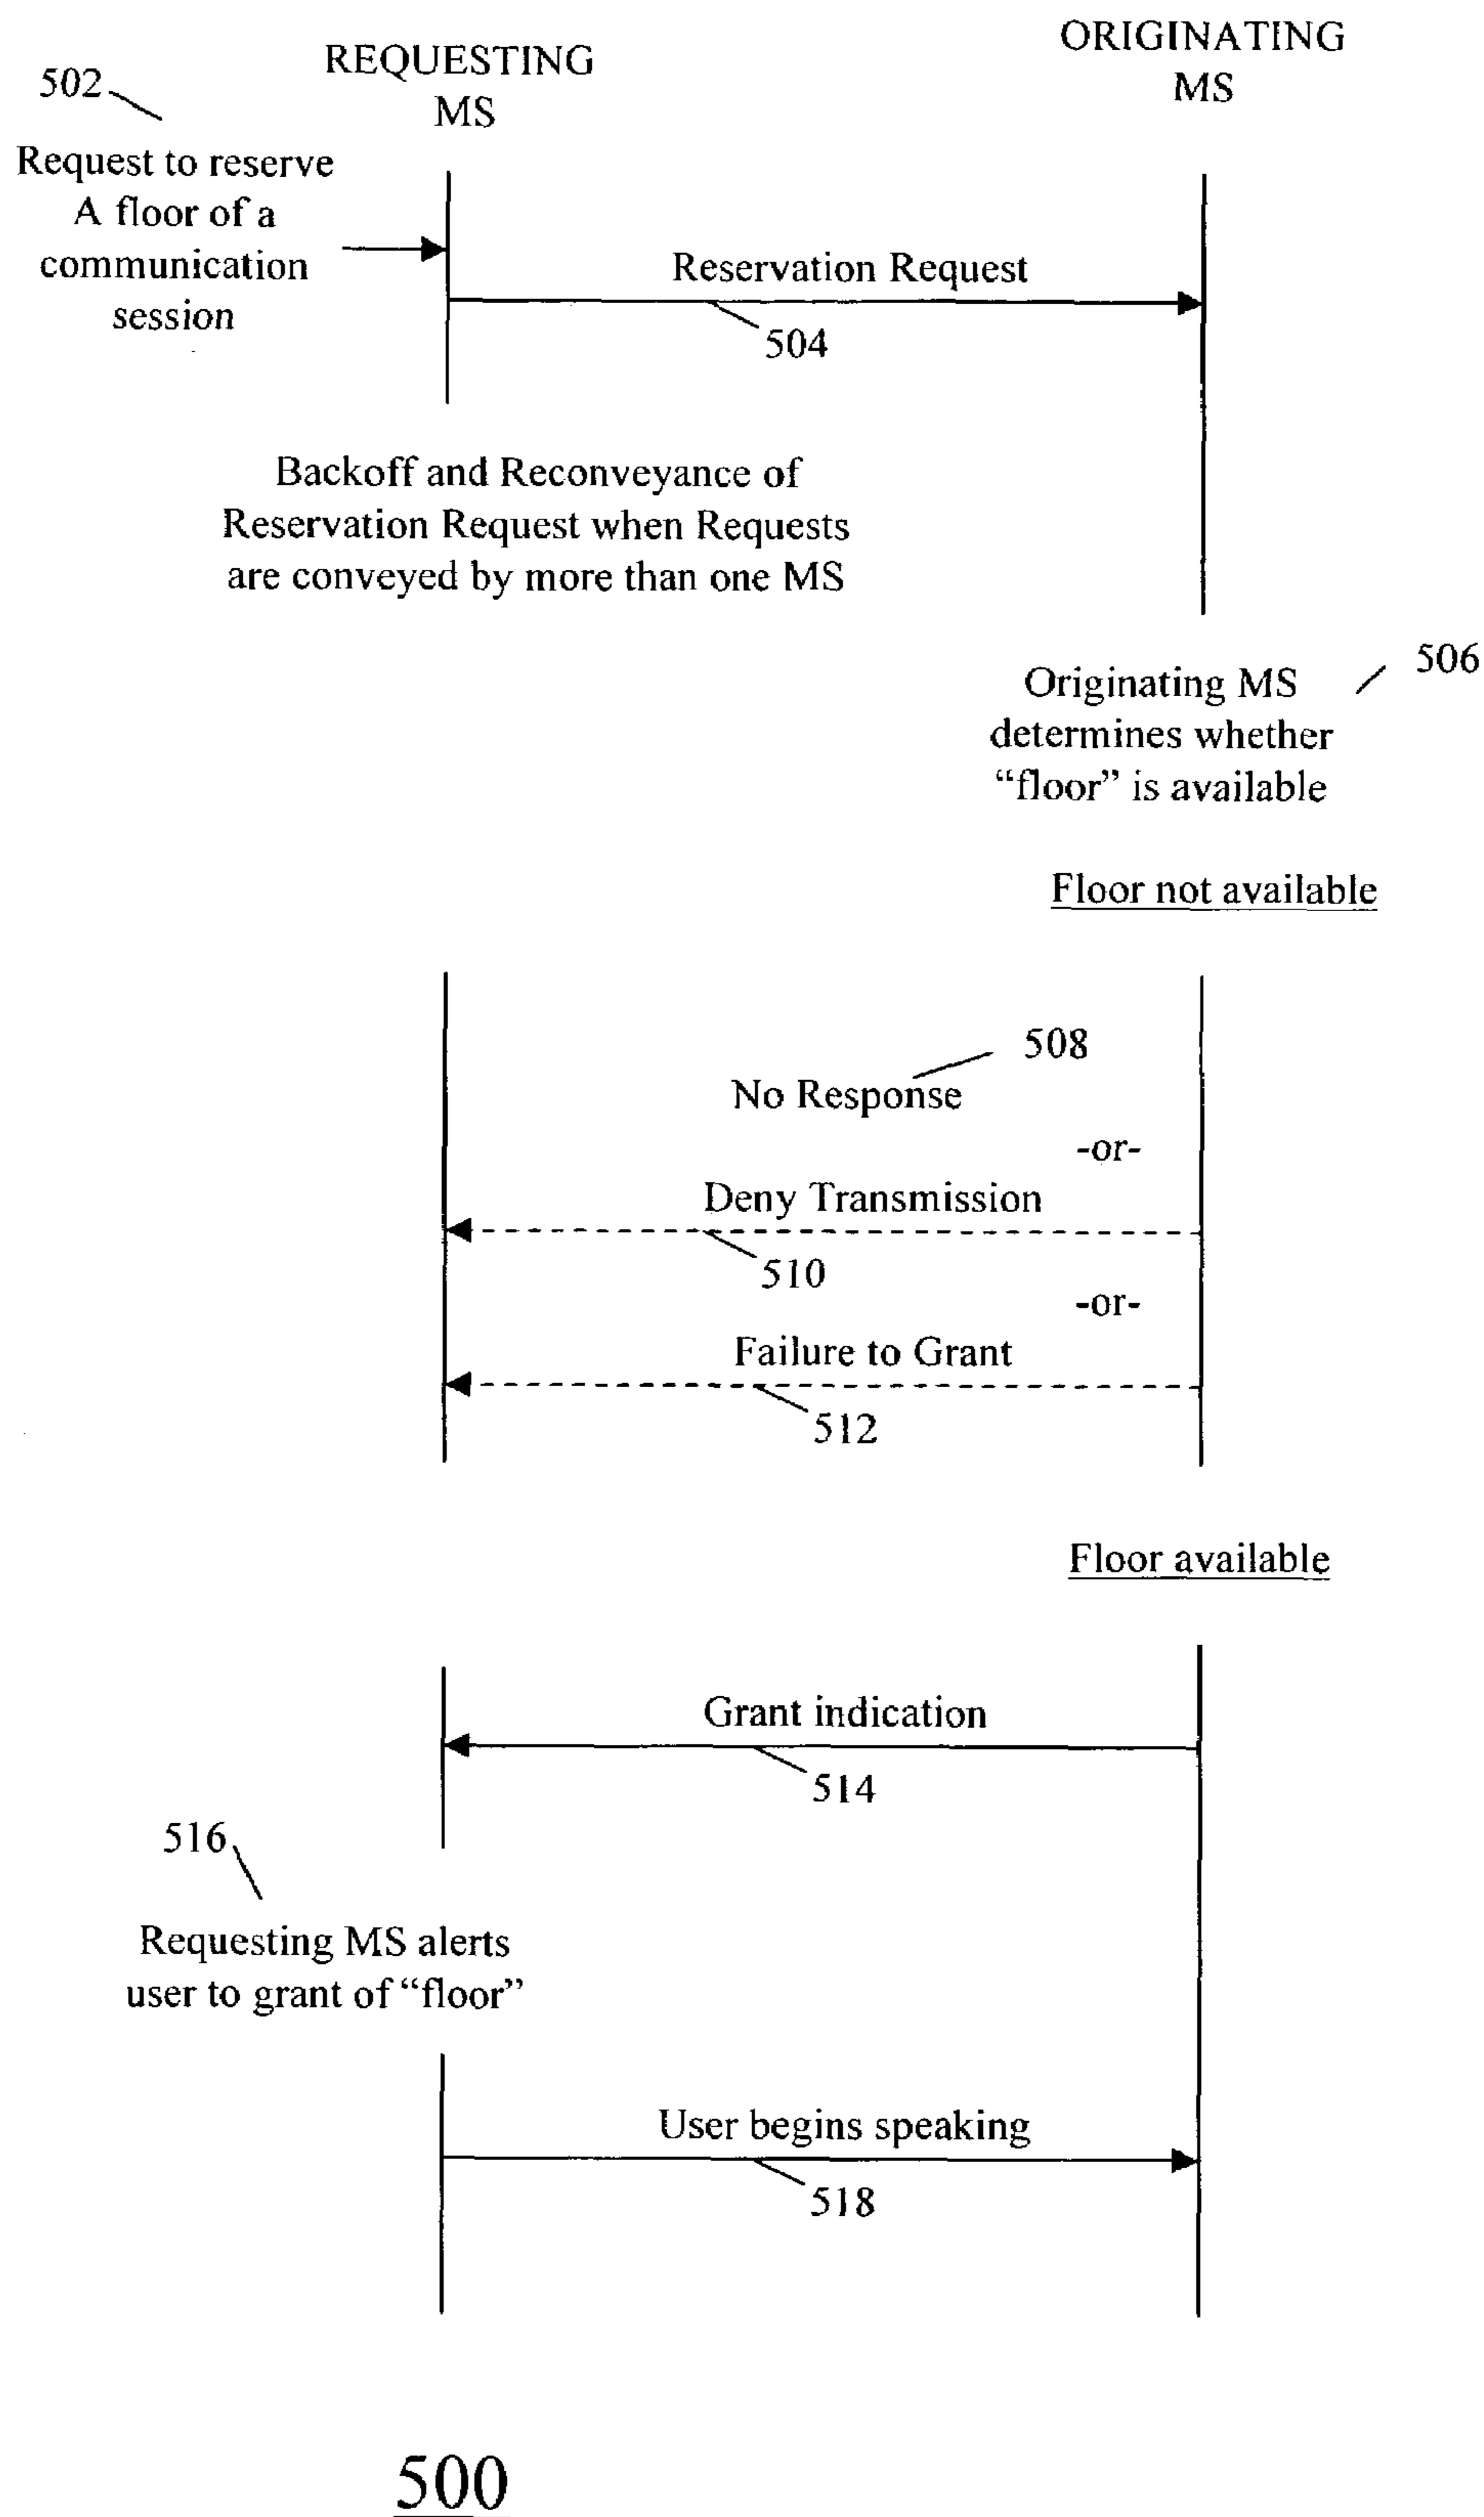 REQUESTING
MS
ORIGINATING
MS
502
Request to reserve
A floor of a
communication
session
Reservation Request
504
Backoff and Reconveyance of
Reservation Request when Requests
are conveyed by more than one MS
506
Originating MS
determines whether
“floor” is available
Floor not available
508
No Response
-or-
Deny Transmission
510
-or-
Failure to Grant
512
Floor available
Grant indication
514
516
Requesting MS alerts
user to grant of “floor”
User begins speaking
518
500